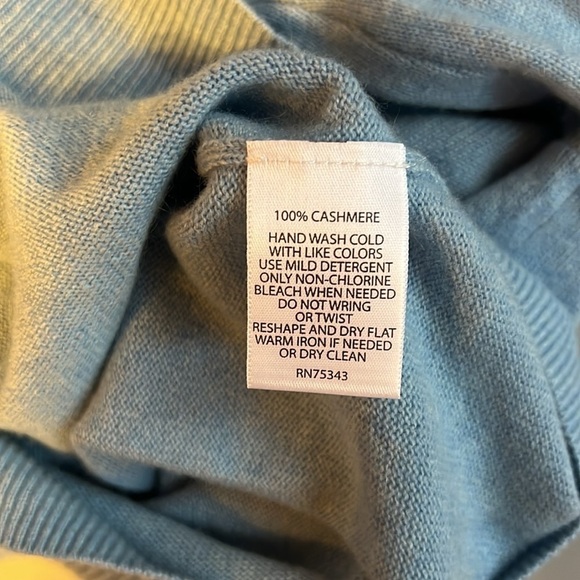 100% CASHMERE
HAND WASH COLD
WITH LIKE COLORS
USE MILD DETERGENT
ONLY NON-CHLORINE
BLEACH WHEN NEEDED
DO NOT WRING
OR TWIST
RESHAPE AND DRY FLAT
WARM IRON IF NEEDED
OR DRY CLEAN
RN75343